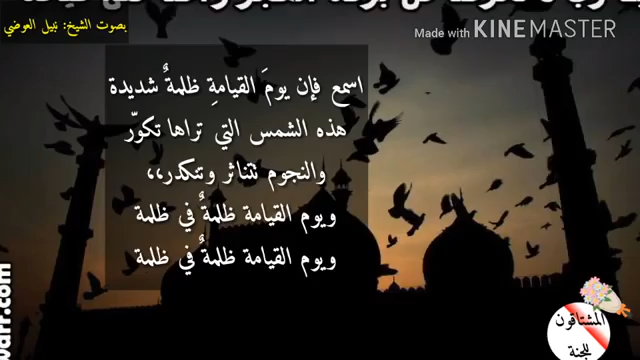 بصوت الشيخ: نبيل العوضي
Made with KINEMASTER
اسمع فإن يومَ القيامةِ ظلمةٌ شديدة
هذه الشمس التي تراها تكوّر
والنجوم تتناثر وتنكدر،،
ويوم القيامة ظلمةٌ في ظلمة
ويوم القيامة ظلمةٌ في ظلمة
المشتاقون
للجنة